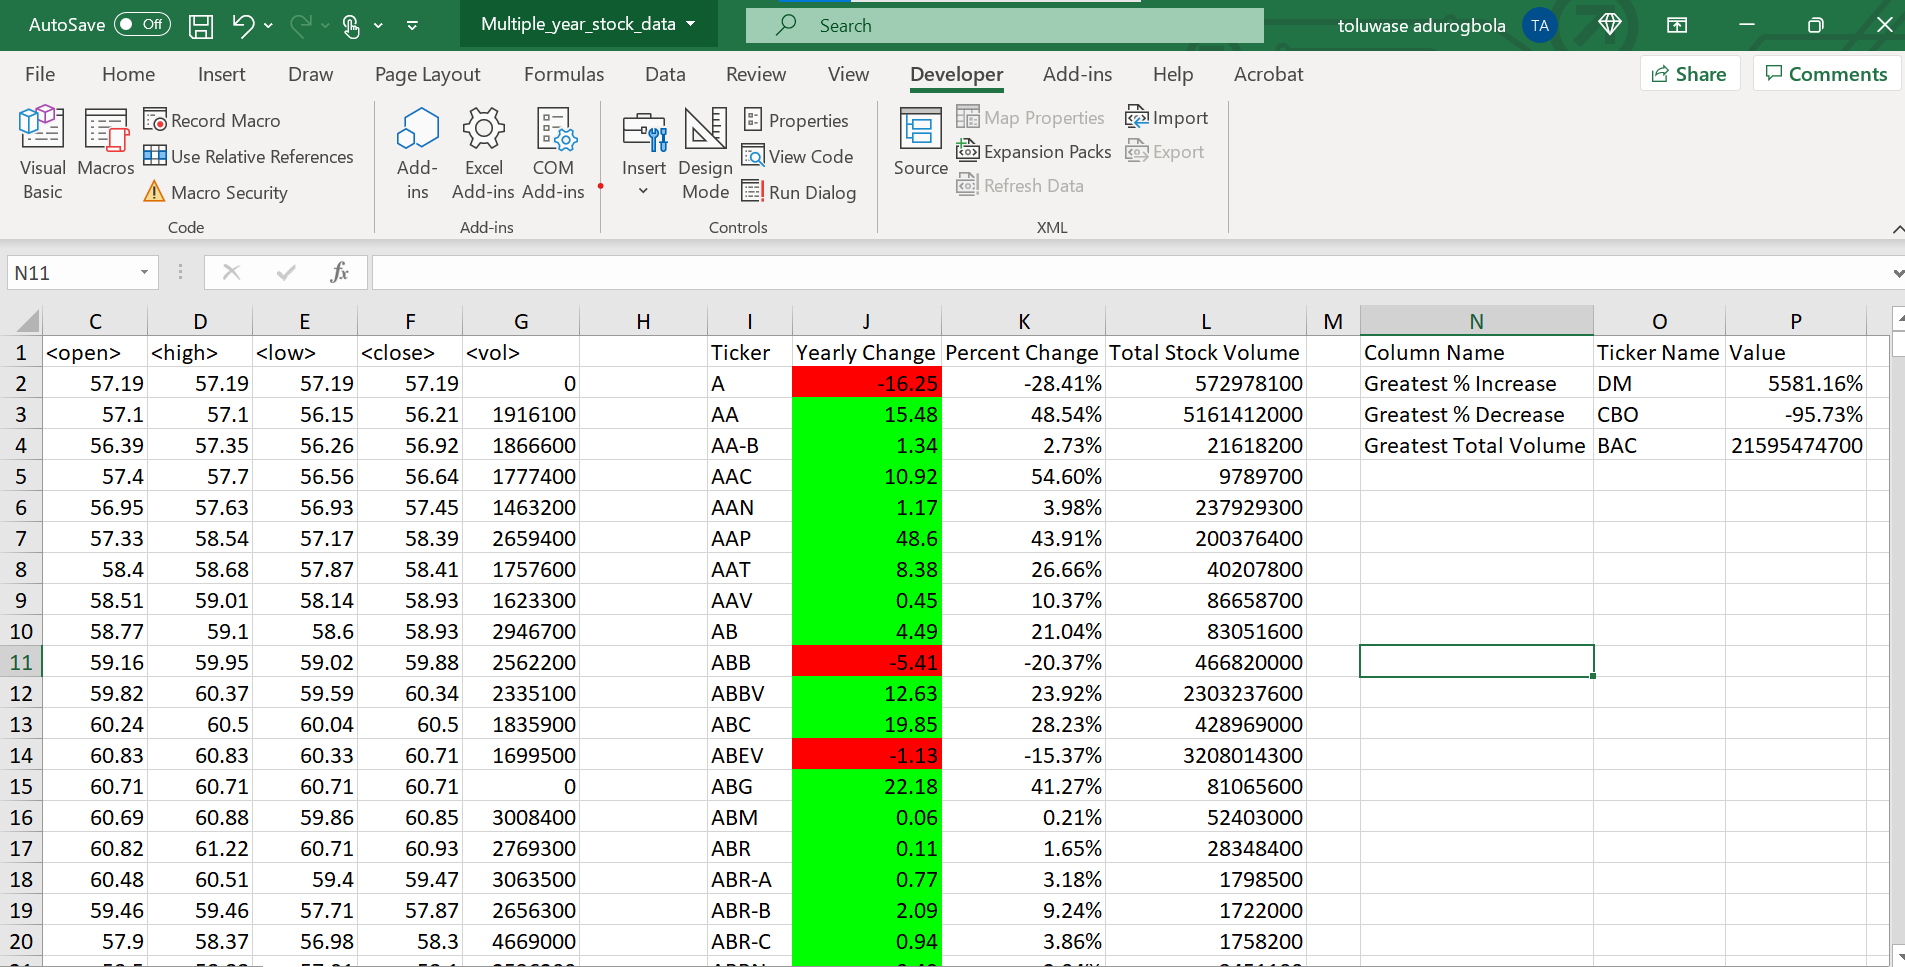 AutoSave Off Multiple_year_stock_data Search toluwase adurogbola TA
File Home Insert Draw Page Layout Formulas Data Review View Developer Add-ins Help Acrobat Share Comments
Visual Basic
Macros
Record Macro
Use Relative References
Macro Security
Code
Add-ins
Excel Add-ins
COM Add-ins
Add-ins
Insert
Design Mode
Properties
View Code
Run Dialog
Controls
Source
Map Properties
Expansion Packs
Refresh Data
Import
Export
XML
N11 fx
C D E F G H I J K L M N O P
1 <open> <high> <low> <close> <vol> Ticker Yearly Change Percent Change Total Stock Volume Column Name Ticker Name Value
2 57.19 57.19 57.19 57.19 0 A -16.25 -28.41% 572978100 Greatest % Increase DM 5581.16%
3 57.1 57.1 56.15 56.21 1916100 AA 15.48 48.54% 5161412000 Greatest % Decrease CBO -95.73%
4 56.39 57.35 56.26 56.92 1866600 AA-B 1.34 2.73% 21618200 Greatest Total Volume BAC 21595474700
5 57.4 57.7 56.56 56.64 1777400 AAC 10.92 54.60% 9789700
6 56.95 57.63 56.93 57.45 1463200 AAN 1.17 3.98% 237929300
7 57.33 58.54 57.17 58.39 2659400 AAP 48.6 43.91% 200376400
8 58.4 58.68 57.87 58.41 1757600 AAT 8.38 26.66% 40207800
9 58.51 59.01 58.14 58.93 1623300 AAV 0.45 10.37% 86658700
10 58.77 59.1 58.6 58.93 2946700 AB 4.49 21.04% 83051600
11 59.16 59.95 59.02 59.88 2562200 ABB -5.41 -20.37% 466820000
12 59.82 60.37 59.59 60.34 2335100 ABBV 12.63 23.92% 2303237600
13 60.24 60.5 60.04 60.5 1835900 ABC 19.85 28.23% 428969000
14 60.83 60.83 60.33 60.71 1699500 ABEV -1.13 -15.37% 3208014300
15 60.71 60.71 60.71 60.71 0 ABG 22.18 41.27% 81065600
16 60.69 60.88 59.86 60.85 3008400 ABM 0.06 0.21% 52403000
17 60.82 61.22 60.71 60.93 2769300 ABR 0.11 1.65% 28348400
18 60.48 60.51 59.4 59.47 3063500 ABR-A 0.77 3.18% 1798500
19 59.46 59.46 57.71 57.87 2656300 ABR-B 2.09 9.24% 1722000
20 57.9 58.37 56.98 58.3 4669000 ABR-C 0.94 3.86% 1758200